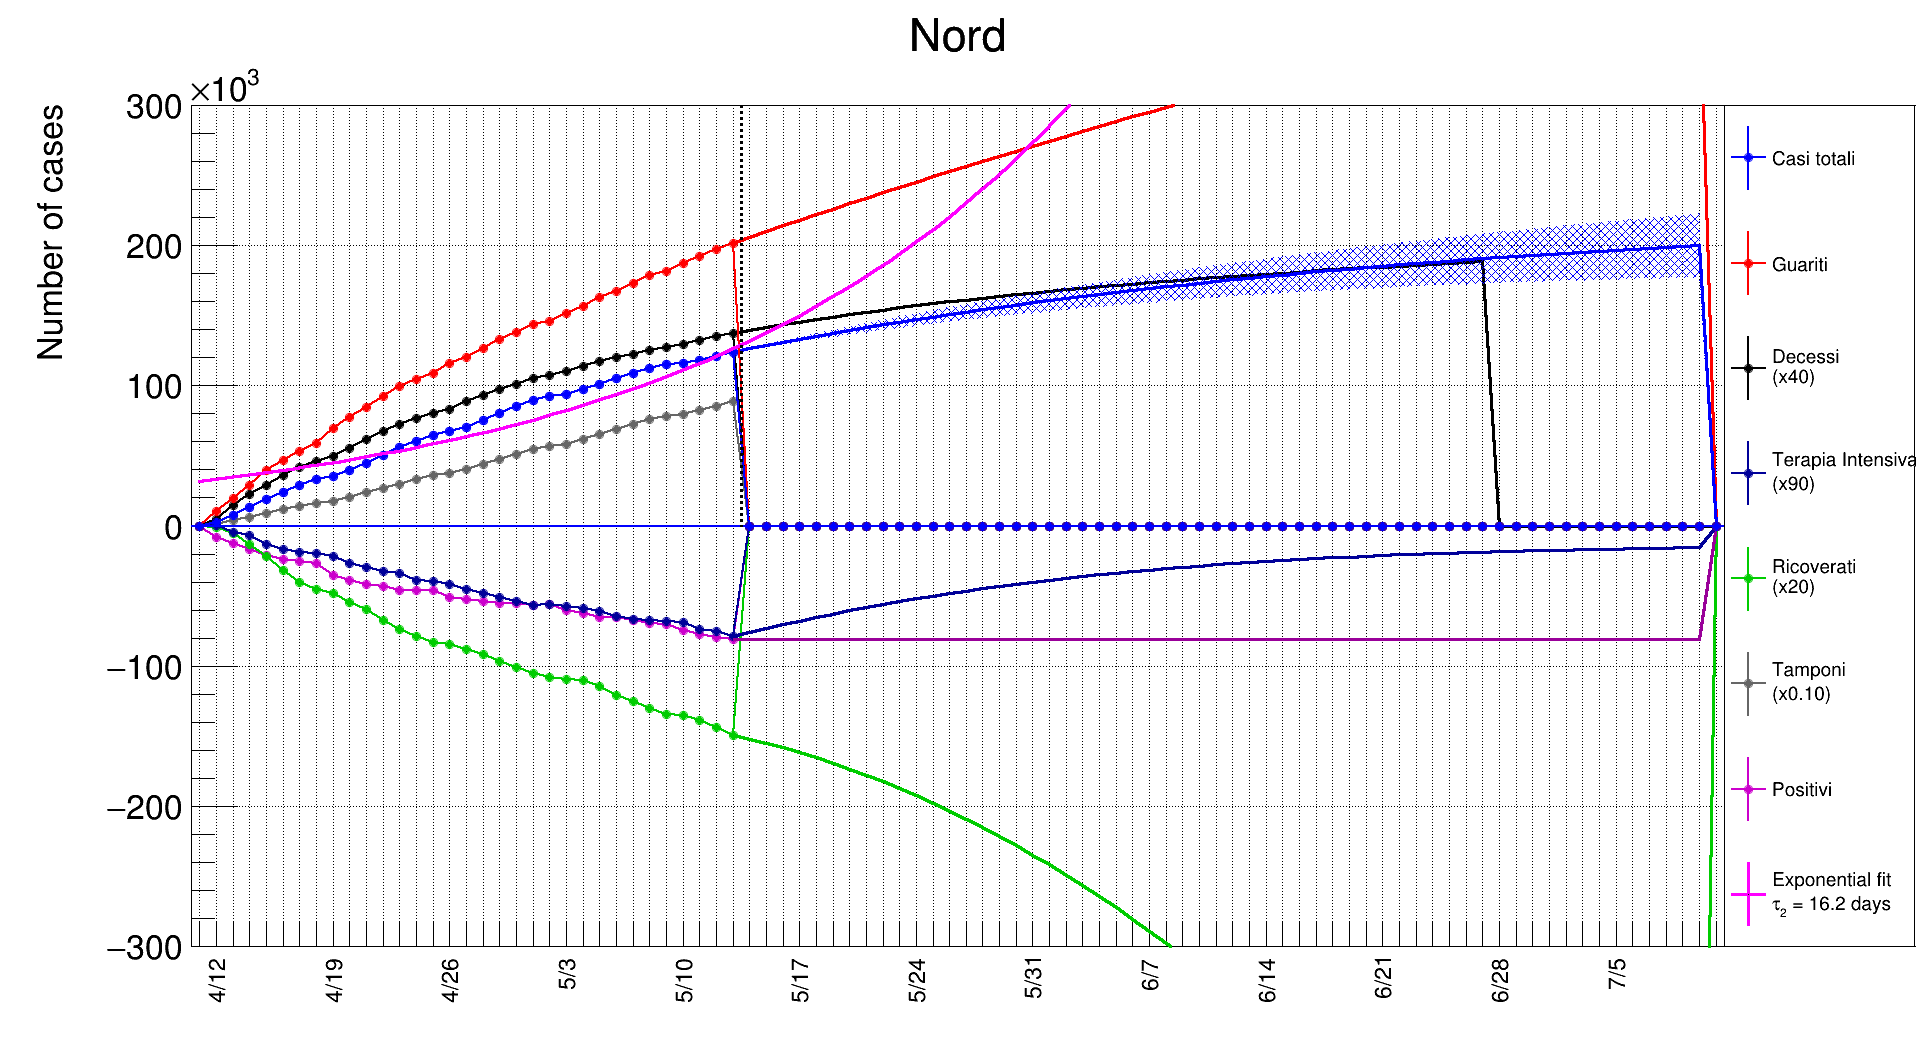 Nord
×10³
Number of cases
300
200
100
0
−100
−200
−300
4/12
4/19
4/26
5/3
5/10
5/17
5/24
5/31
6/7
6/14
6/21
6/28
7/5
Casi totali
Guariti
Decessi
(x40)
Terapia Intensiva
(x90)
Ricoverati
(x20)
Tamponi
(x0.10)
Positivi
Exponential fit
τ₂ = 16.2 days